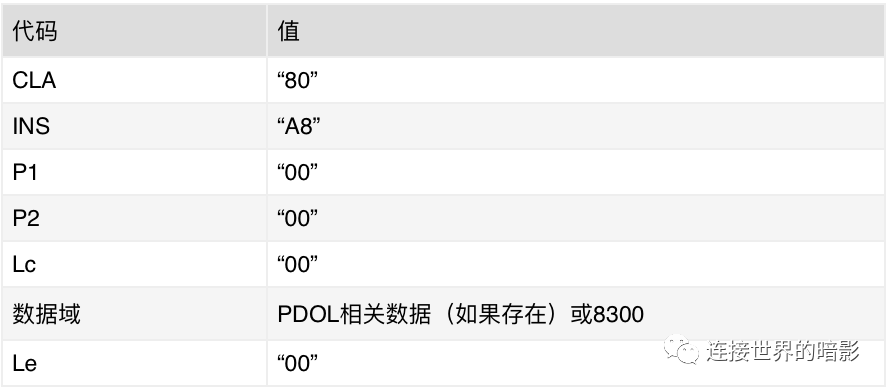 代码 值
CLA “80”
INS “A8”
P1 “00”
P2 “00”
Lc “00”
数据域 PDOL相关数据（如果存在）或8300
Le “00”
连接世界的暗影